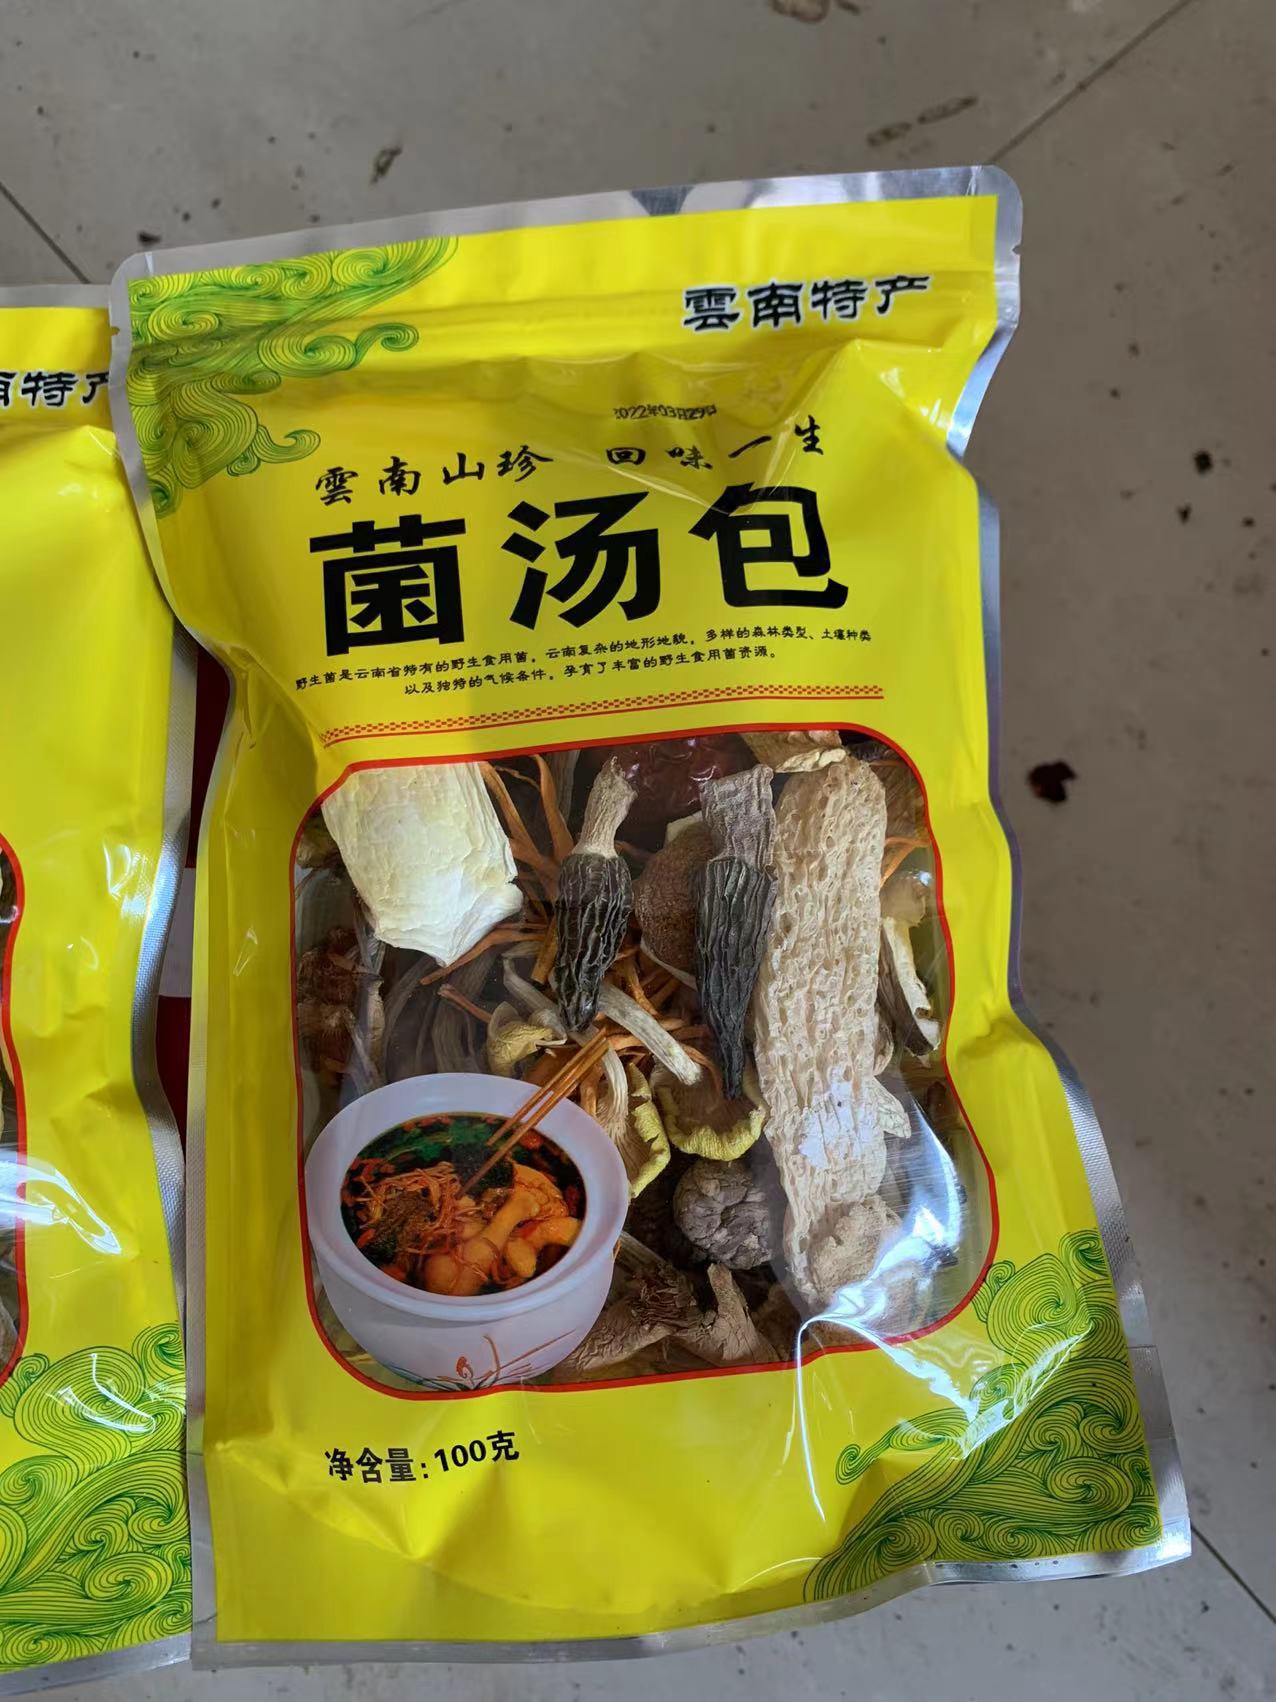 雲南特产
南特产
2022年03月29日
雲南山珍 回味一生
菌汤包
野生菌是云南省特有的野生食用菌。云南复杂的地形地貌，多样的森林类型、土壤种类
以及独特的气候条件。孕育了丰富的野生食用菌资源。
净含量:100克